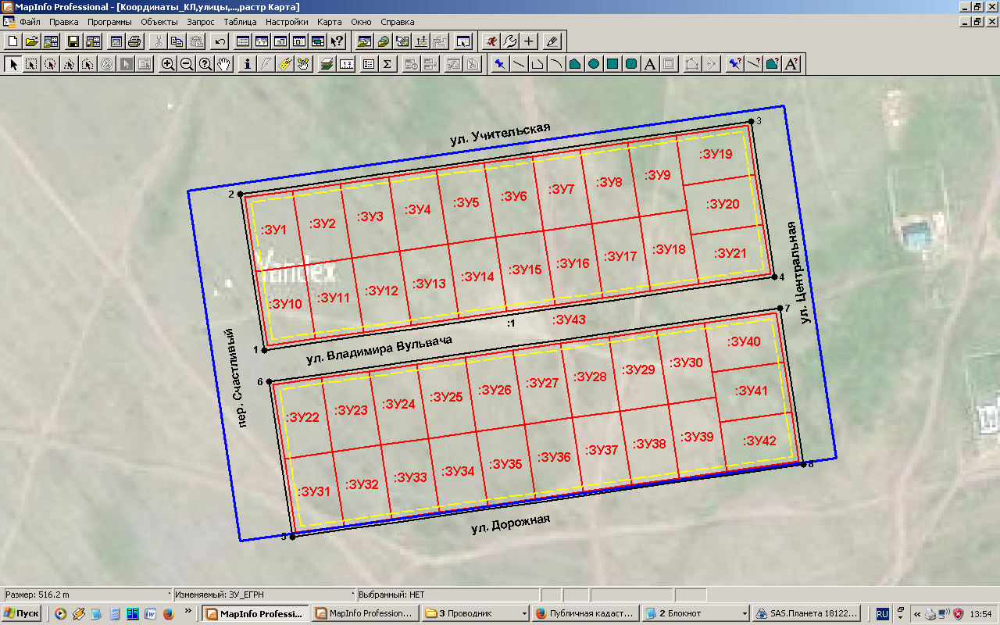 MapInfo Professional - [Координаты_КЛ,улицы,...,растр Карта]
Файл Правка Программы Объекты Запрос Таблица Настройки Карта Окно Справка
ул. Учительская
3
2
:ЗУ1 :ЗУ2 :ЗУ3 :ЗУ4 :ЗУ5 :ЗУ6 :ЗУ7 :ЗУ8 :ЗУ9 :ЗУ19
:ЗУ20
:ЗУ10 :ЗУ11 :ЗУ12 :ЗУ13 :ЗУ14 :ЗУ15 :ЗУ16 :ЗУ17 :ЗУ18 :ЗУ21
Yandex
4
ул. Центральная
1
:1
:ЗУ43
7
ул. Владимира Вульвача
пер. Счастливый
6
:ЗУ22 :ЗУ23 :ЗУ24 :ЗУ25 :ЗУ26 :ЗУ27 :ЗУ28 :ЗУ29 :ЗУ30 :ЗУ40
:ЗУ41
:ЗУ31 :ЗУ32 :ЗУ33 :ЗУ34 :ЗУ35 :ЗУ36 :ЗУ37 :ЗУ38 :ЗУ39 :ЗУ42
8
5
ул. Дорожная
Размер: 516.2 m Изменяемый: ЗУ_ЕГРН Выбранный: НЕТ
Пуск » MapInfo Professi... MapInfo Profession... 3 Проводник Публичная кадаст... 2 Блокнот SAS.Планета 18122... RU « 13:54